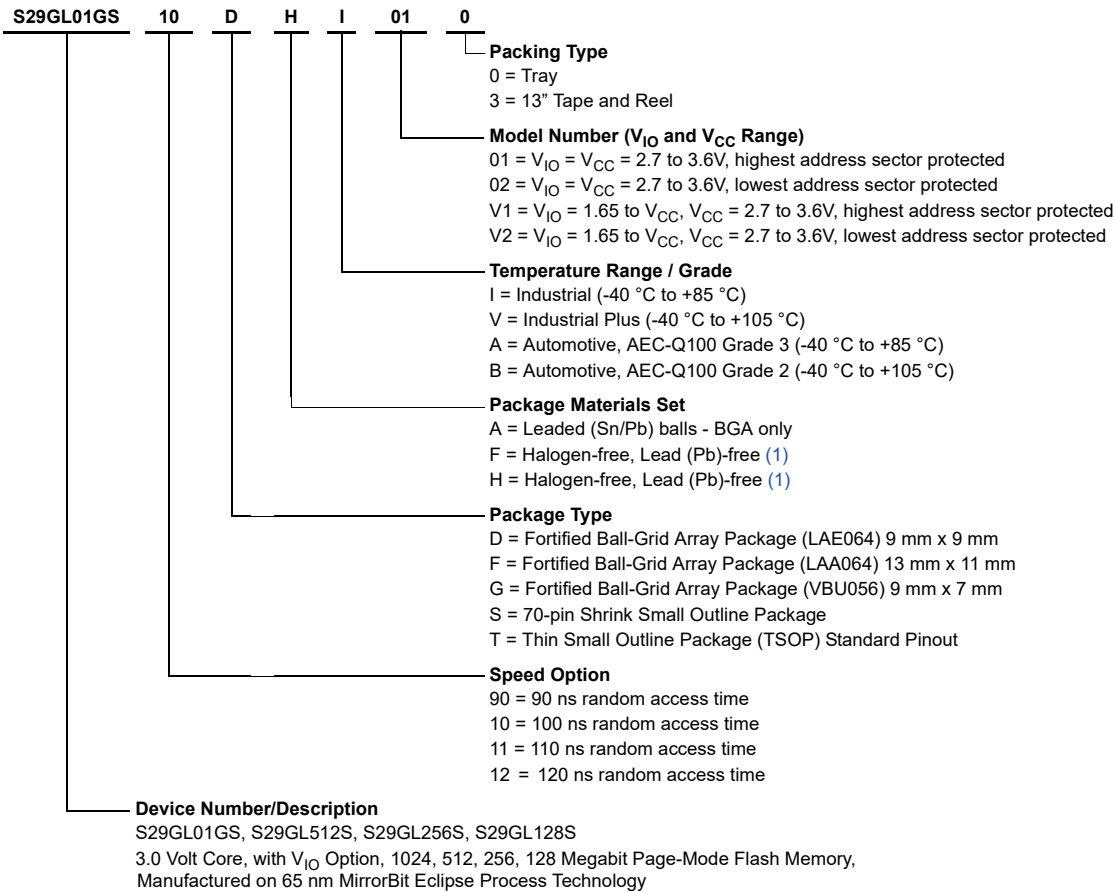 S29GL01GS 10 D H I 01 0
Packing Type
0 = Tray
3 = 13” Tape and Reel
Model Number (VIO and VCC Range)
01 = VIO = VCC = 2.7 to 3.6V, highest address sector protected
02 = VIO = VCC = 2.7 to 3.6V, lowest address sector protected
V1 = VIO = 1.65 to VCC, VCC = 2.7 to 3.6V, highest address sector protected
V2 = VIO = 1.65 to VCC, VCC = 2.7 to 3.6V, lowest address sector protected
Temperature Range / Grade
I = Industrial (-40 °C to +85 °C)
V = Industrial Plus (-40 °C to +105 °C)
A = Automotive, AEC-Q100 Grade 3 (-40 °C to +85 °C)
B = Automotive, AEC-Q100 Grade 2 (-40 °C to +105 °C)
Package Materials Set
A = Leaded (Sn/Pb) balls - BGA only
F = Halogen-free, Lead (Pb)-free (1)
H = Halogen-free, Lead (Pb)-free (1)
Package Type
D = Fortified Ball-Grid Array Package (LAE064) 9 mm x 9 mm
F = Fortified Ball-Grid Array Package (LAA064) 13 mm x 11 mm
G = Fortified Ball-Grid Array Package (VBU056) 9 mm x 7 mm
S = 70-pin Shrink Small Outline Package
T = Thin Small Outline Package (TSOP) Standard Pinout
Speed Option
90 = 90 ns random access time
10 = 100 ns random access time
11 = 110 ns random access time
12 = 120 ns random access time
Device Number/Description
S29GL01GS, S29GL512S, S29GL256S, S29GL128S
3.0 Volt Core, with VIO Option, 1024, 512, 256, 128 Megabit Page-Mode Flash Memory,
Manufactured on 65 nm MirrorBit Eclipse Process Technology